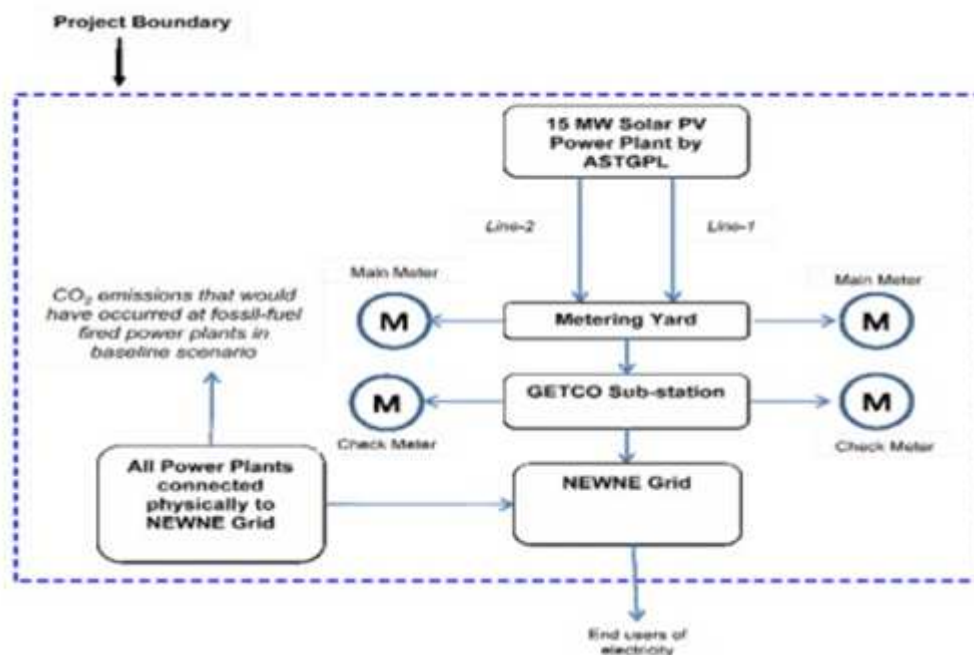 Project Boundary
15 MW Solar PV
Power Plant by
ASTGPL
Line-2
Line-1
Main Meter
Main Meter
CO₂ emissions that would
have occurred at fossil-fuel
fired power plants in
baseline scenario
M
Metering Yard
M
GETCO Sub-station
M
M
Check Meter
Check Meter
All Power Plants
connected
physically to
NEWNE Grid
NEWNE Grid
End users of
electricity